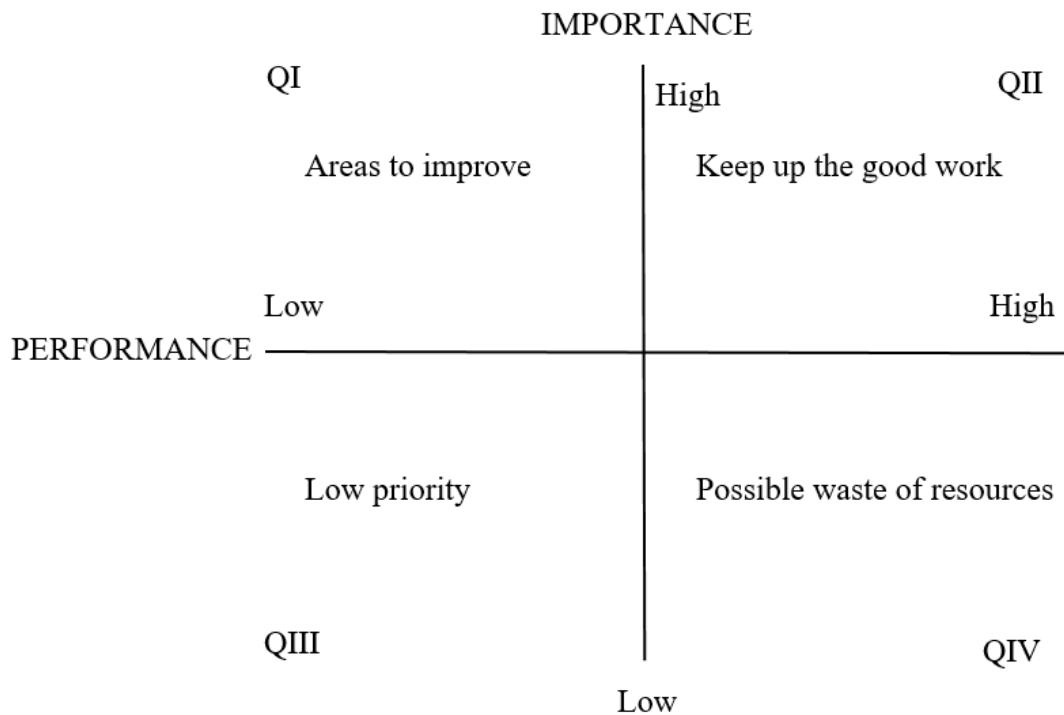 IMPORTANCE
QI
High
QII
Areas to improve
Keep up the good work
Low
High
PERFORMANCE
Low priority
Possible waste of resources
QIII
QIV
Low